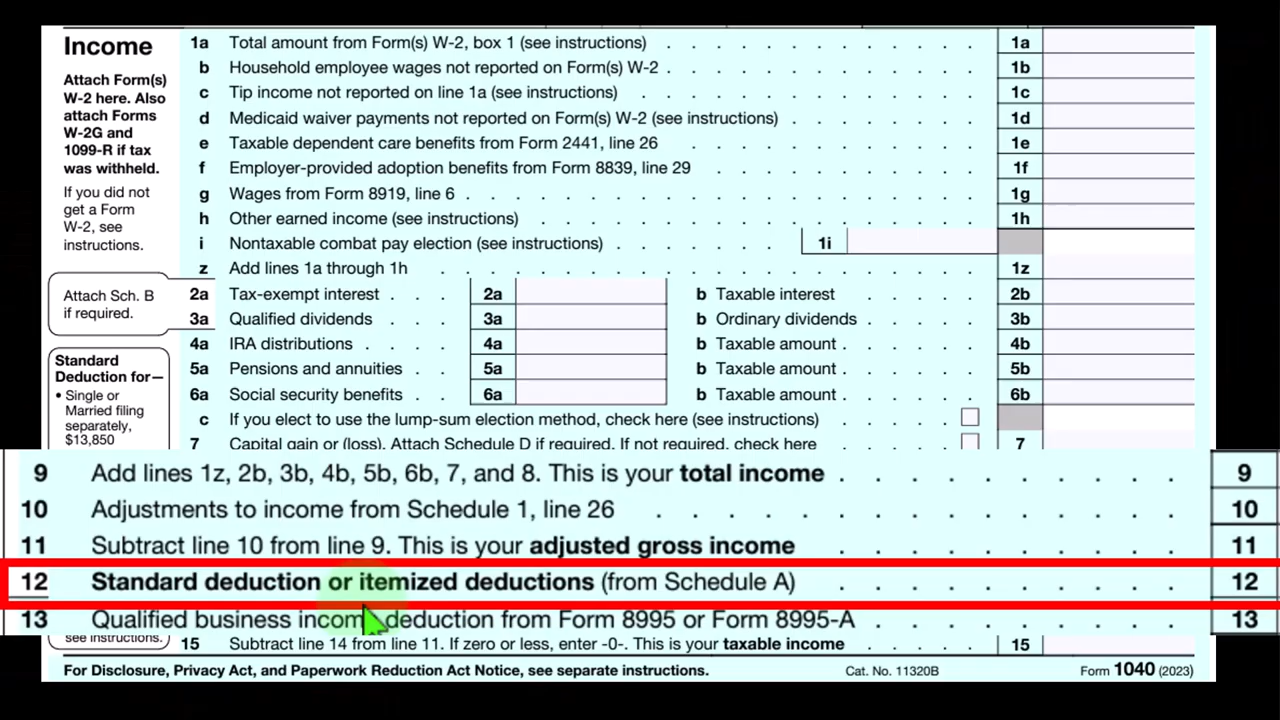 Income
Attach Form(s)
W-2 here. Also
attach Forms
W-2G and
1099-R if tax
was withheld.
If you did not
get a Form
W-2, see
instructions.
Attach Sch. B
if required.
Standard
Deduction for—
• Single or
Married filing
separately,
$13,850
1a Total amount from Form(s) W-2, box 1 (see instructions) 1a
b Household employee wages not reported on Form(s) W-2 1b
c Tip income not reported on line 1a (see instructions) 1c
d Medicaid waiver payments not reported on Form(s) W-2 (see instructions) 1d
e Taxable dependent care benefits from Form 2441, line 26 1e
f Employer-provided adoption benefits from Form 8839, line 29 1f
g Wages from Form 8919, line 6 1g
h Other earned income (see instructions) 1h
i Nontaxable combat pay election (see instructions) 1i
z Add lines 1a through 1h 1z
2a Tax-exempt interest 2a b Taxable interest 2b
3a Qualified dividends 3a b Ordinary dividends 3b
4a IRA distributions 4a b Taxable amount 4b
5a Pensions and annuities 5a b Taxable amount 5b
6a Social security benefits 6a b Taxable amount 6b
c If you elect to use the lump-sum election method, check here (see instructions)
7 Capital gain or (loss). Attach Schedule D if required. If not required, check here 7
9 Add lines 1z, 2b, 3b, 4b, 5b, 6b, 7, and 8. This is your total income 9
10 Adjustments to income from Schedule 1, line 26 10
11 Subtract line 10 from line 9. This is your adjusted gross income 11
12 Standard deduction or itemized deductions (from Schedule A) 12
13 Qualified business income deduction from Form 8995 or Form 8995-A 13
see instructions.
15 Subtract line 14 from line 11. If zero or less, enter -0-. This is your taxable income 15
For Disclosure, Privacy Act, and Paperwork Reduction Act Notice, see separate instructions. Cat. No. 11320B Form 1040 (2023)